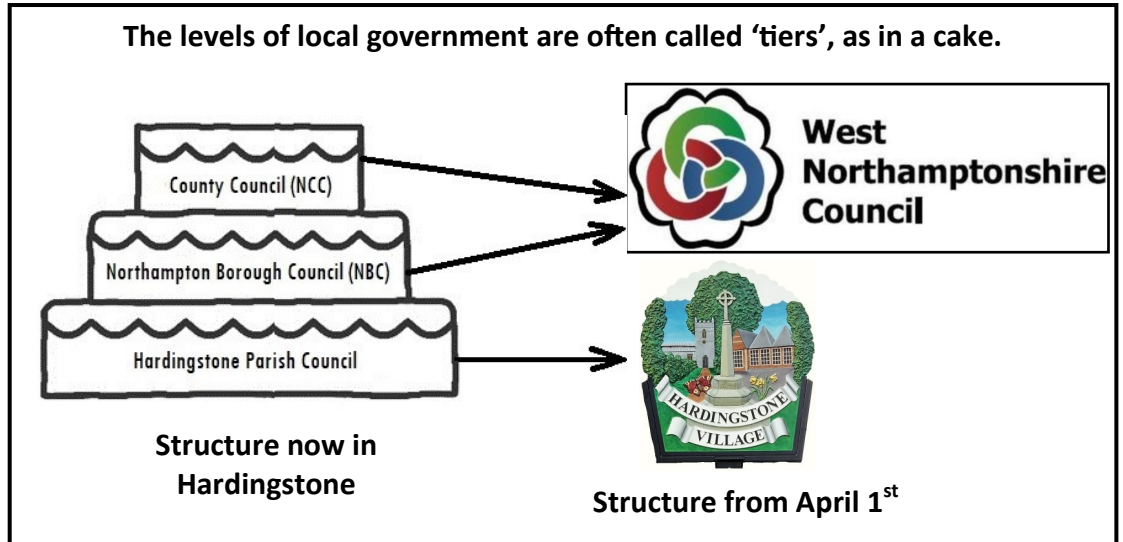 The levels of local government are often called ‘tiers’, as in a cake.
County Council (NCC)
Northampton Borough Council (NBC)
Hardingstone Parish Council
Structure now in
Hardingstone
West
Northamptonshire
Council
HARDINGSTONE
VILLAGE
Structure from April 1st